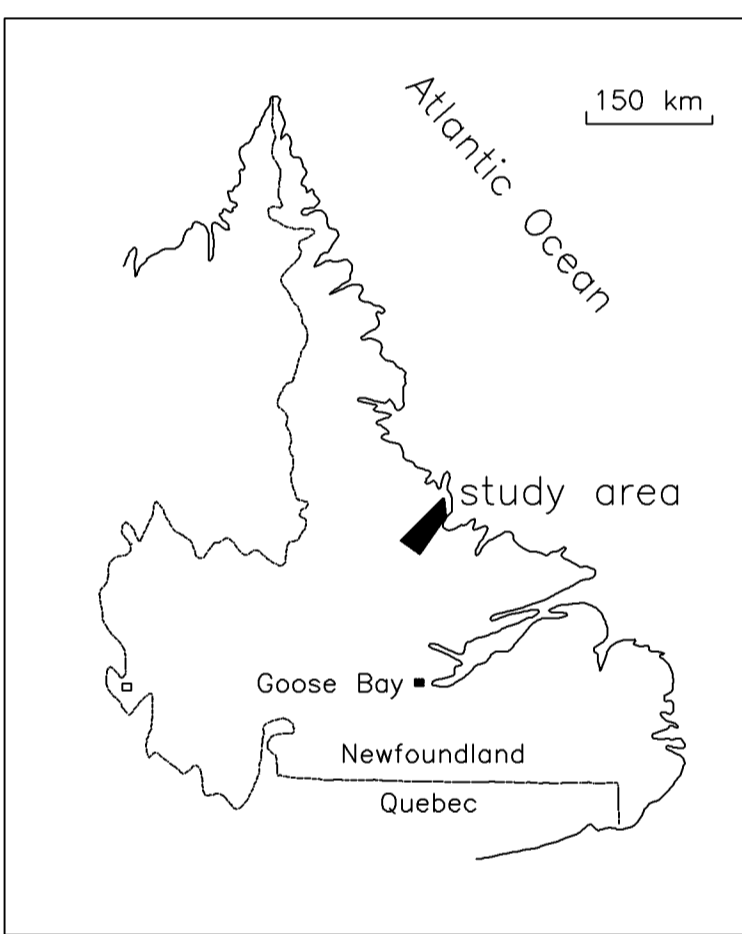 Atlantic Ocean
150 km
study area
Goose Bay
Newfoundland
Quebec